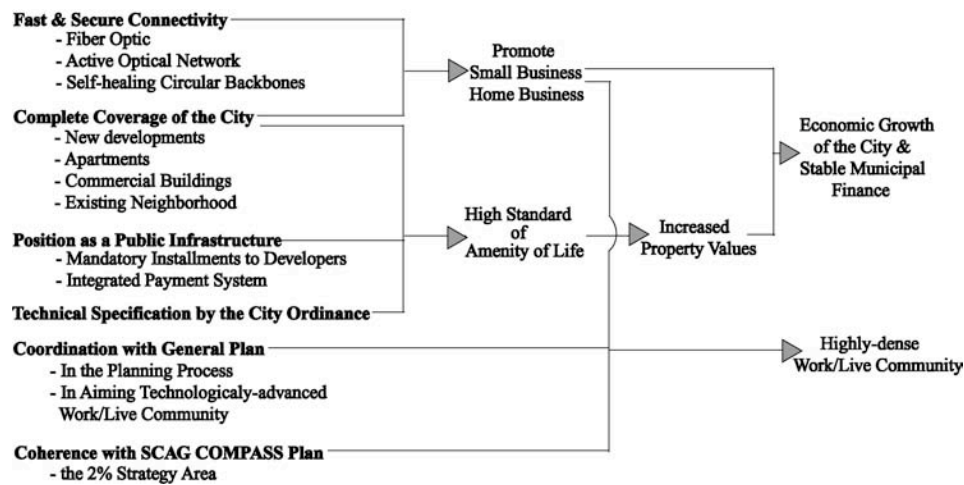 Fast & Secure Connectivity
- Fiber Optic
- Active Optical Network
- Self-healing Circular Backbones
Complete Coverage of the City
- New developments
- Apartments
- Commercial Buildings
- Existing Neighborhood
Position as a Public Infrastructure
- Mandatory Installments to Developers
- Integrated Payment System
Technical Specification by the City Ordinance
Coordination with General Plan
- In the Planning Process
- In Aiming Technologicaly-advanced
Work/Live Community
Coherence with SCAG COMPASS Plan
- the 2% Strategy Area
Promote
Small Business
Home Business
High Standard
of
Amenity of Life
Increased
Property Values
Economic Growth
of the City &
Stable Municipal
Finance
Highly-dense
Work/Live Community